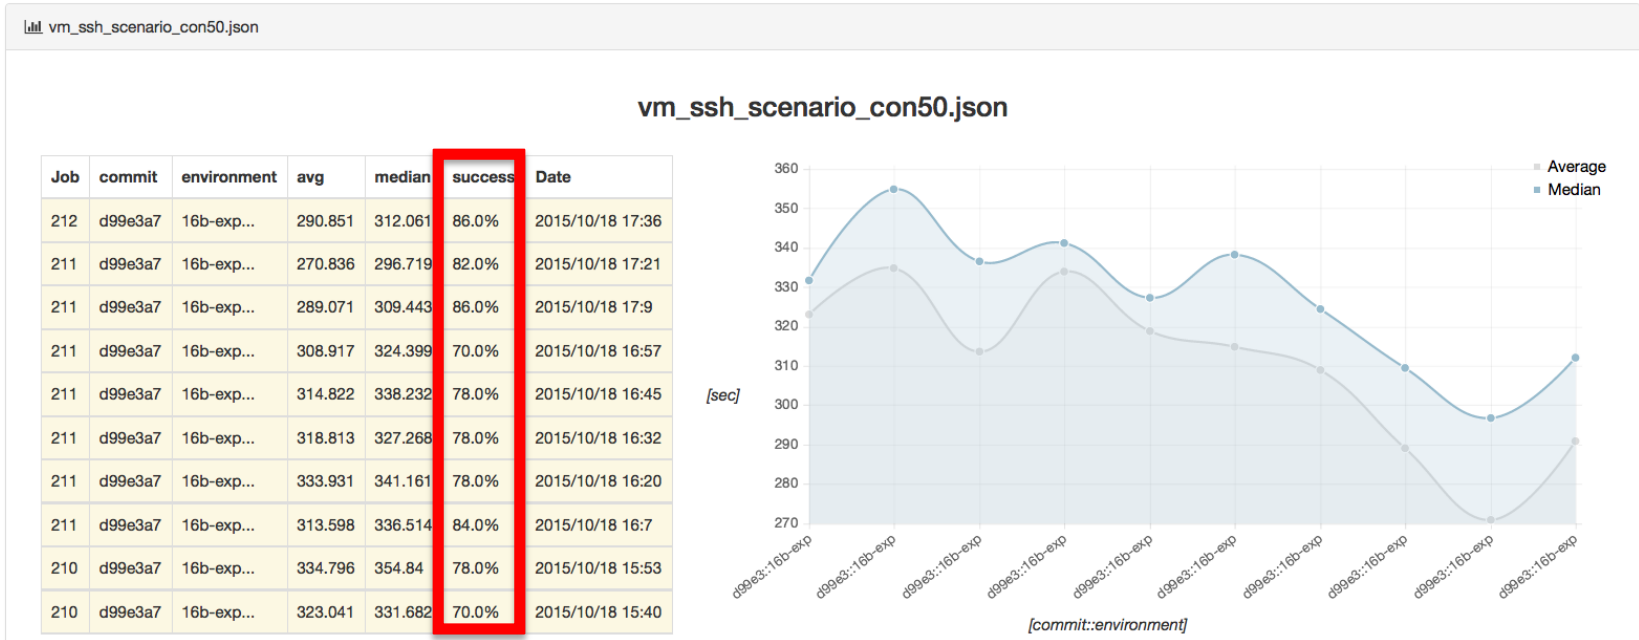 vm_ssh_scenario_con50.json
vm_ssh_scenario_con50.json
Job commit environment avg median success Date
212 d99e3a7 16b-exp... 290.851 312.061 86.0% 2015/10/18 17:36
211 d99e3a7 16b-exp... 270.836 296.719 82.0% 2015/10/18 17:21
211 d99e3a7 16b-exp... 289.071 309.443 86.0% 2015/10/18 17:9
211 d99e3a7 16b-exp... 308.917 324.399 70.0% 2015/10/18 16:57
211 d99e3a7 16b-exp... 314.822 338.232 78.0% 2015/10/18 16:45
211 d99e3a7 16b-exp... 318.813 327.268 78.0% 2015/10/18 16:32
211 d99e3a7 16b-exp... 333.931 341.161 78.0% 2015/10/18 16:20
211 d99e3a7 16b-exp... 313.598 336.514 84.0% 2015/10/18 16:7
210 d99e3a7 16b-exp... 334.796 354.84 78.0% 2015/10/18 15:53
210 d99e3a7 16b-exp... 323.041 331.682 70.0% 2015/10/18 15:40
Average
Median
360
350
340
330
320
310
300
290
280
270
[sec]
d99e3::16b-exp
d99e3::16b-exp
d99e3::16b-exp
d99e3::16b-exp
d99e3::16b-exp
d99e3::16b-exp
d99e3::16b-exp
d99e3::16b-exp
d99e3::16b-exp
d99e3::16b-exp
[commit::environment]